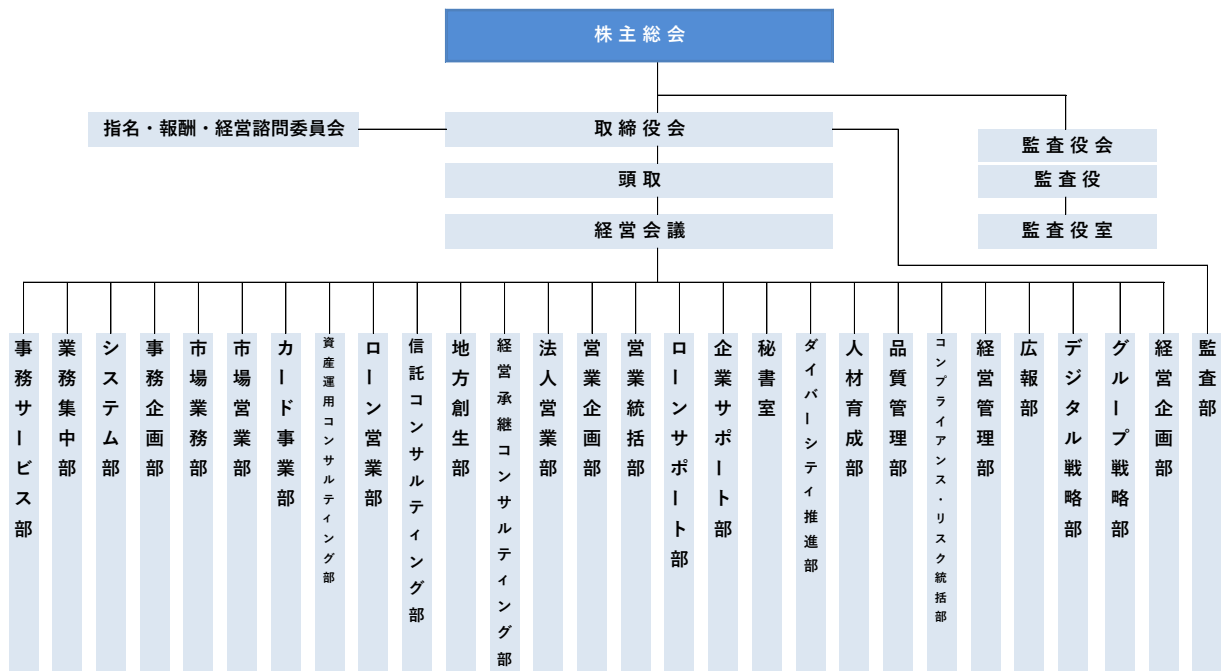 株主総会
指名・報酬・経営諮問委員会
取締役会
監査役会
頭取
監査役
経営会議
監査役室
事務サービス部
業務集中部
システム部
事務企画部
市場業務部
市場営業部
カード事業部
資産運用コンサルティング部
ローン営業部
信託コンサルティング部
地方創生部
経営承継コンサルティング部
法人営業部
営業企画部
営業統括部
ローンサポート部
企業サポート部
秘書室
ダイバーシティ推進部
人材育成部
品質管理部
コンプライアンス・リスク統括部
経営管理部
広報部
デジタル戦略部
グループ戦略部
経営企画部
監査部